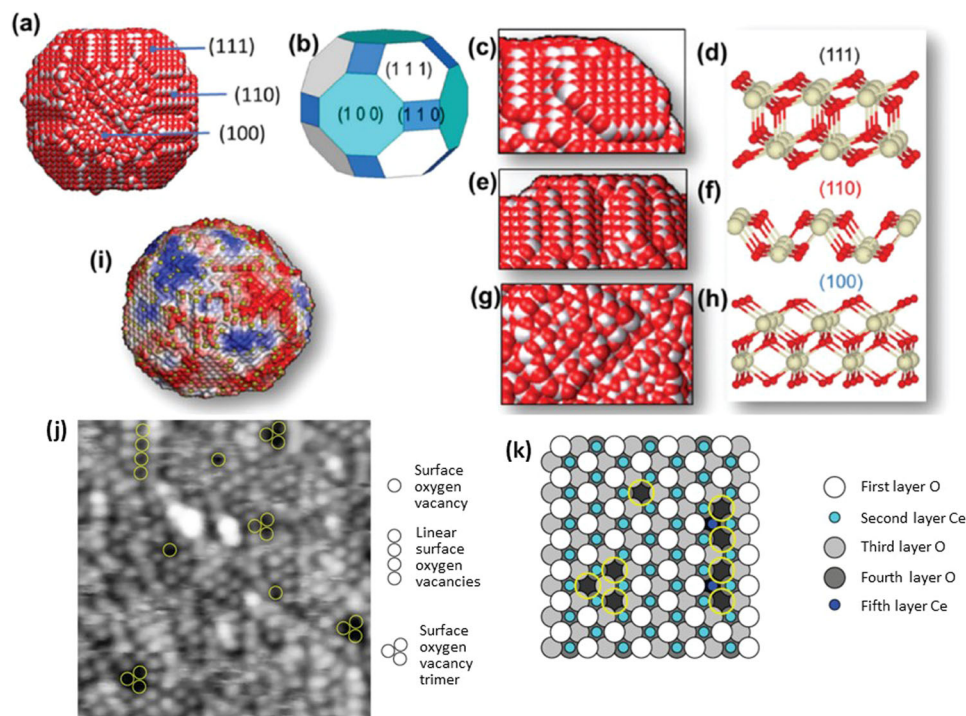 (a)
(111)
(110)
(100)
(b)
(1 1 1)
(1 0 0)
(1 1 0)
(c)
(d)
(111)
(e)
(f)
(110)
(g)
(h)
(100)
(i)
(j)
Surface
oxygen
vacancy
Linear
surface
oxygen
vacancies
Surface
oxygen
vacancy
trimer
(k)
First layer O
Second layer Ce
Third layer O
Fourth layer O
Fifth layer Ce